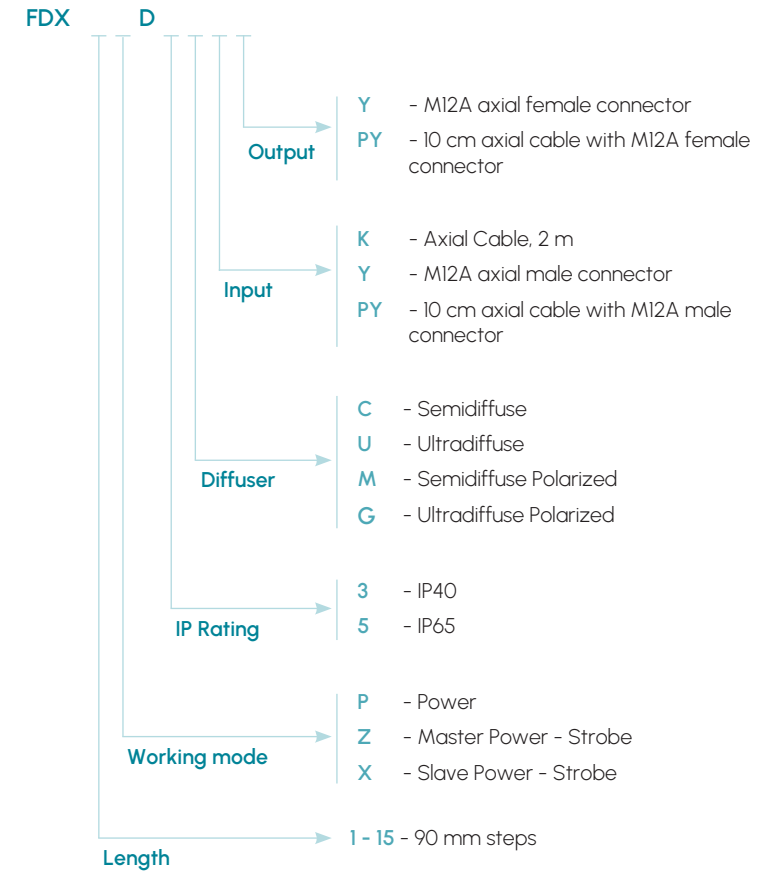 FDX D
Y - M12A axial female connector
PY - 10 cm axial cable with M12A female
connector
Output
K - Axial Cable, 2 m
Y - M12A axial male connector
PY - 10 cm axial cable with M12A male
connector
Input
C - Semidiffuse
U - Ultradiffuse
M - Semidiffuse Polarized
G - Ultradiffuse Polarized
Diffuser
3 - IP40
5 - IP65
IP Rating
P - Power
Z - Master Power - Strobe
X - Slave Power - Strobe
Working mode
1 - 15 - 90 mm steps
Length